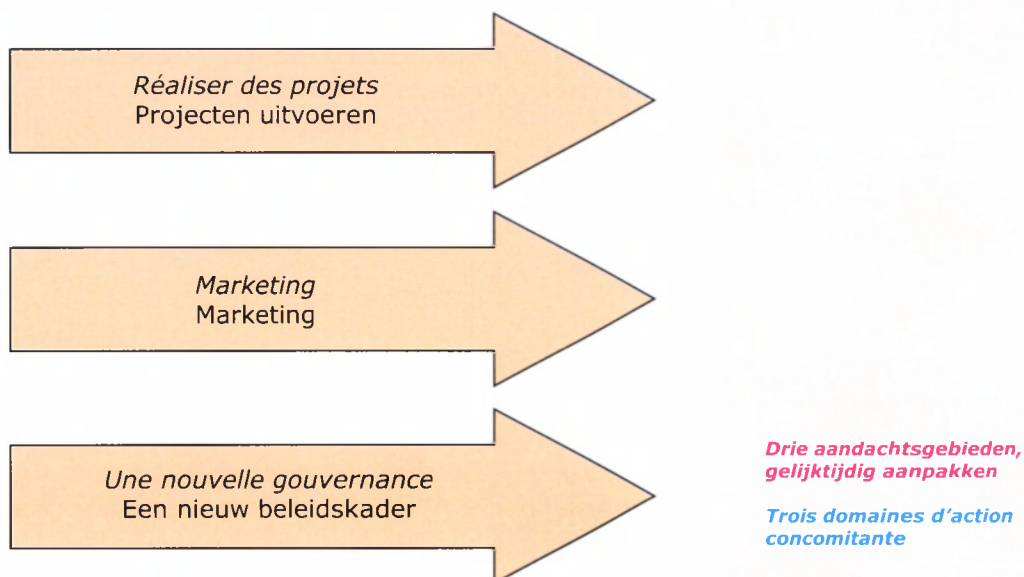 Réaliser des projets
Projecten uitvoeren
Marketing
Marketing
Une nouvelle gouvernance
Een nieuw beleidskader
Drie aandachtsgebieden,
gelijktijdig aanpakken
Trois domaines d'action
concomitante